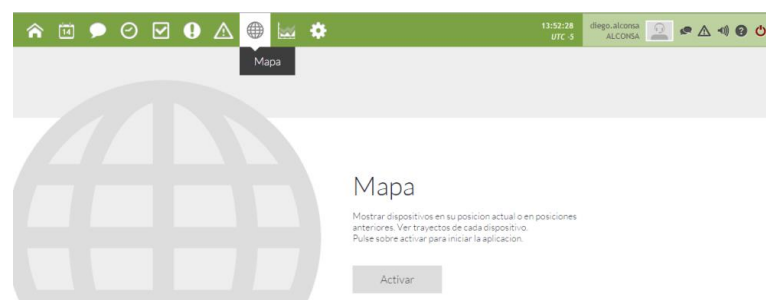 14
13:52:28
UTC -5
diego.alconsa
ALCONSA
Mapa
Mapa
Mostrar dispositivos en su posicion actual o en posiciones
anteriores. Ver trayectos de cada dispositivo.
Pulse sobre activar para iniciar la aplicacion.
Activar